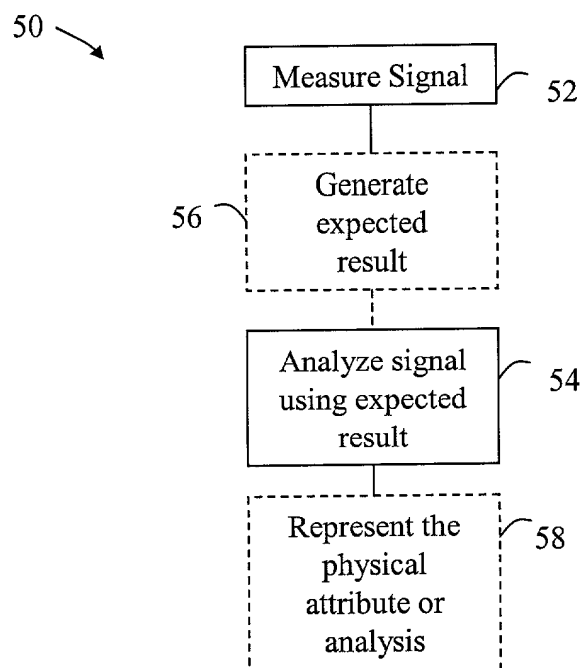 50
Measure Signal
52
Generate
expected
result
56
Analyze signal
using expected
result
54
Represent the
physical
attribute or
analysis
58